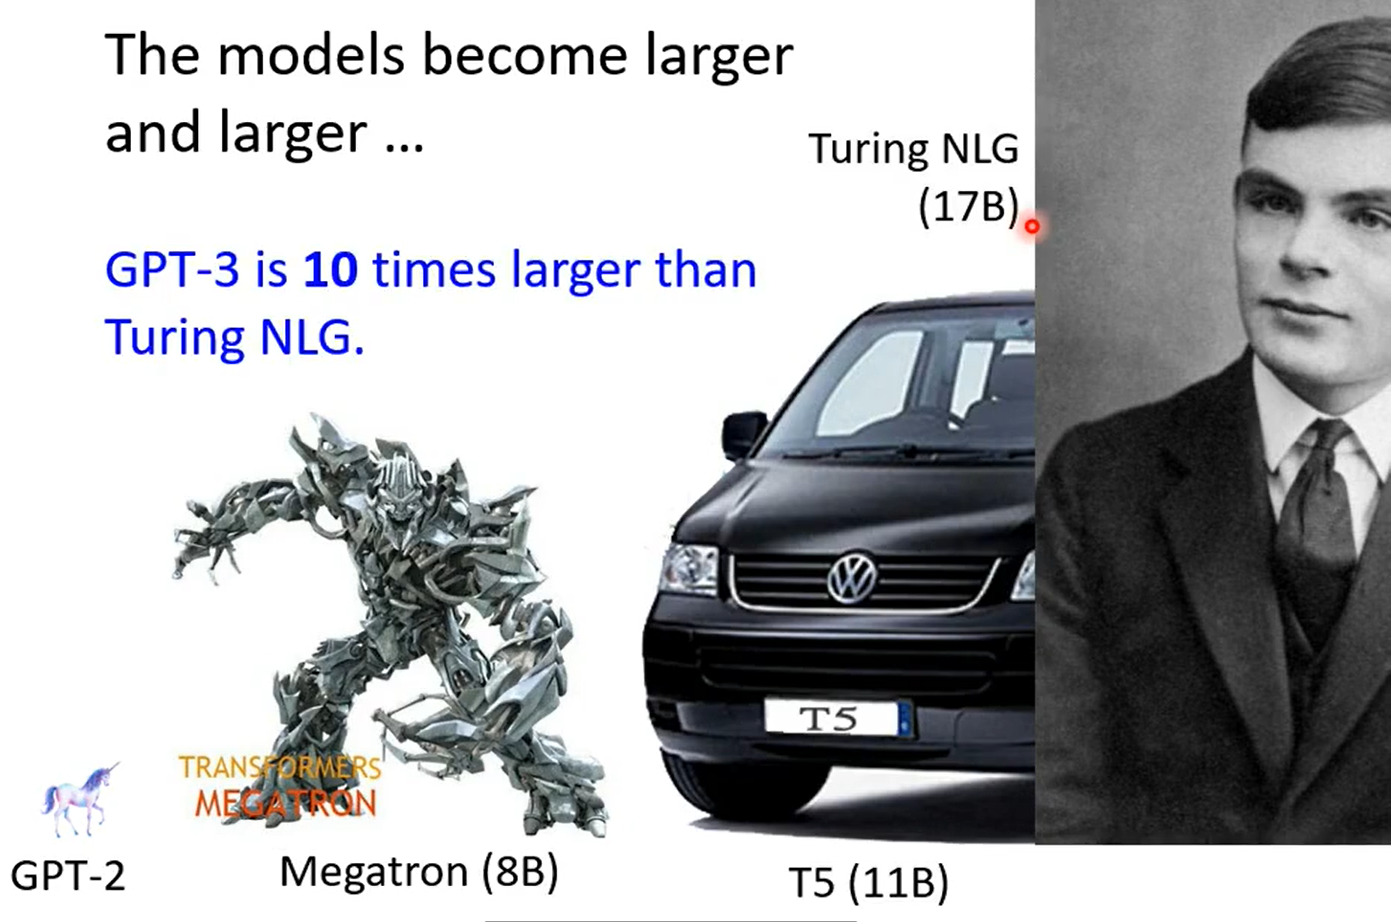 The models become larger
and larger ...
Turing NLG
(17B)
GPT-3 is 10 times larger than
Turing NLG.
TRANSFORMERS
MEGATRON
T5
GPT-2
Megatron (8B)
T5 (11B)